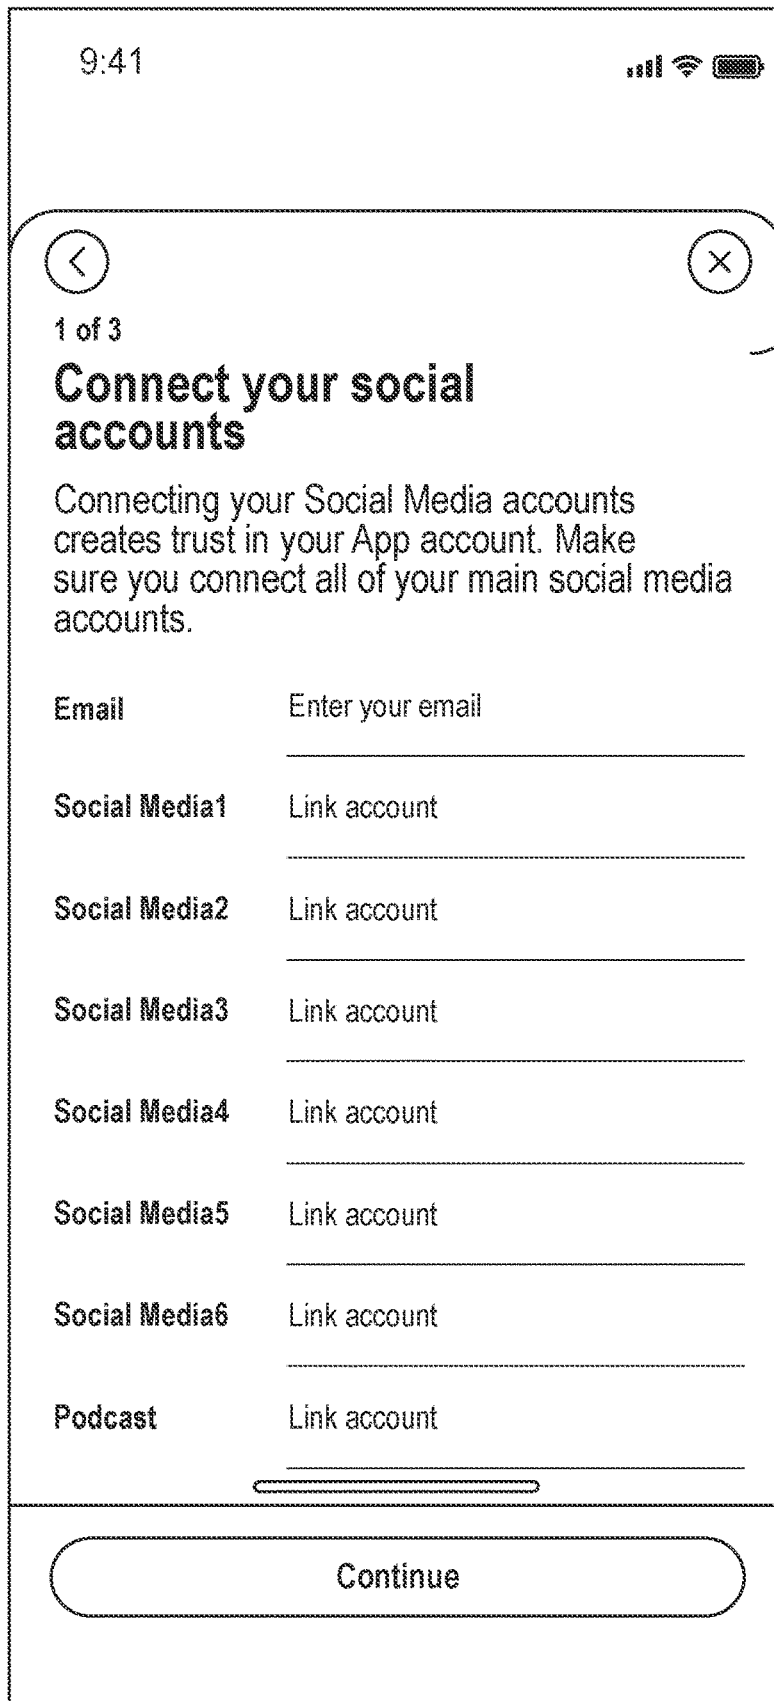 9:41
1 of 3
Connect your social
accounts
Connecting your Social Media accounts
creates trust in your App account. Make
sure you connect all of your main social media
accounts.
Email Enter your email
Social Media1 Link account
Social Media2 Link account
Social Media3 Link account
Social Media4 Link account
Social Media5 Link account
Social Media6 Link account
Podcast Link account
Continue